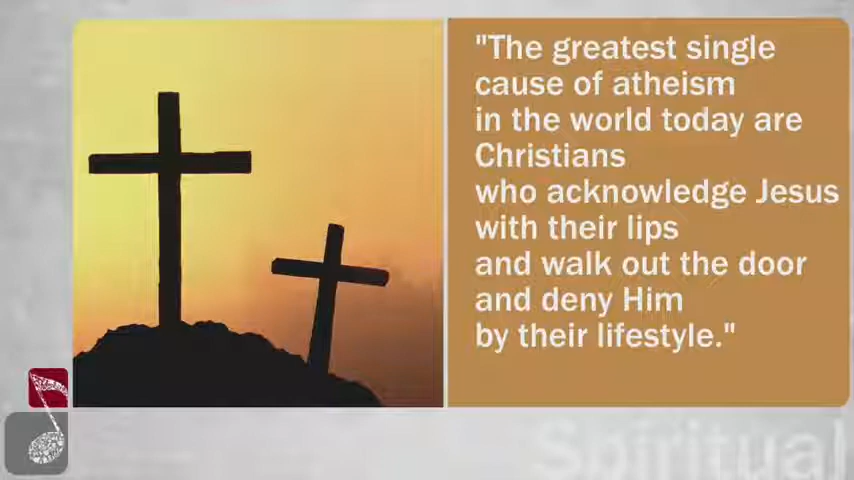 "The greatest single
cause of atheism
in the world today are
Christians
who acknowledge Jesus
with their lips
and walk out the door
and deny Him
by their lifestyle."
Spiritual